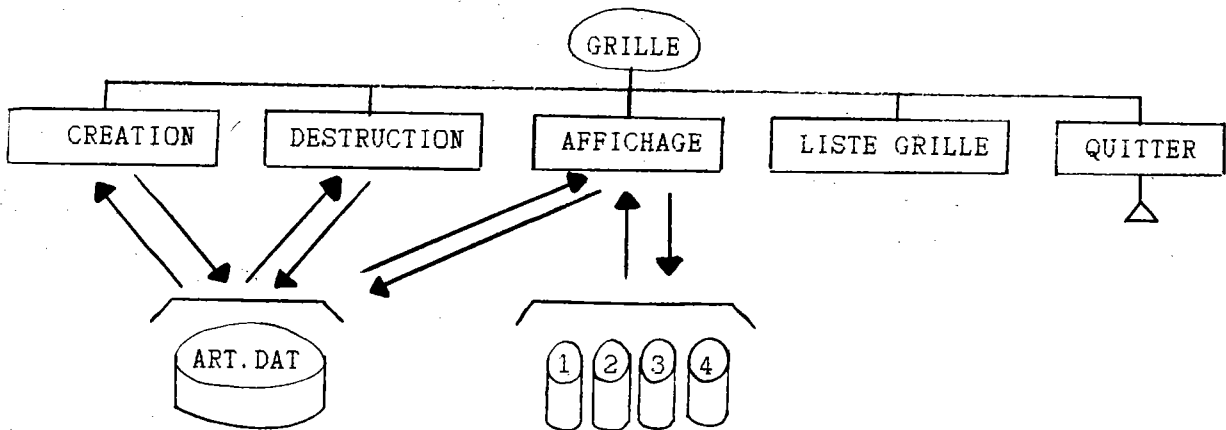 GRILLE
CREATION
DESTRUCTION
AFFICHAGE
LISTE GRILLE
QUITTER
ART.DAT
1 2 3 4